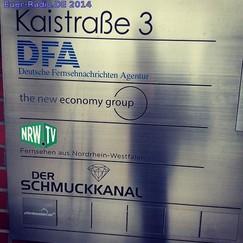 Euer-Radio.DE 2014
Kaistraße 3
DFA
Deutsche Fernsehnachrichten Agentur
the new economy group
NRW.TV
Fernsehen aus Nordrhein-Westfalen
DER
SCHMUCKKANAL